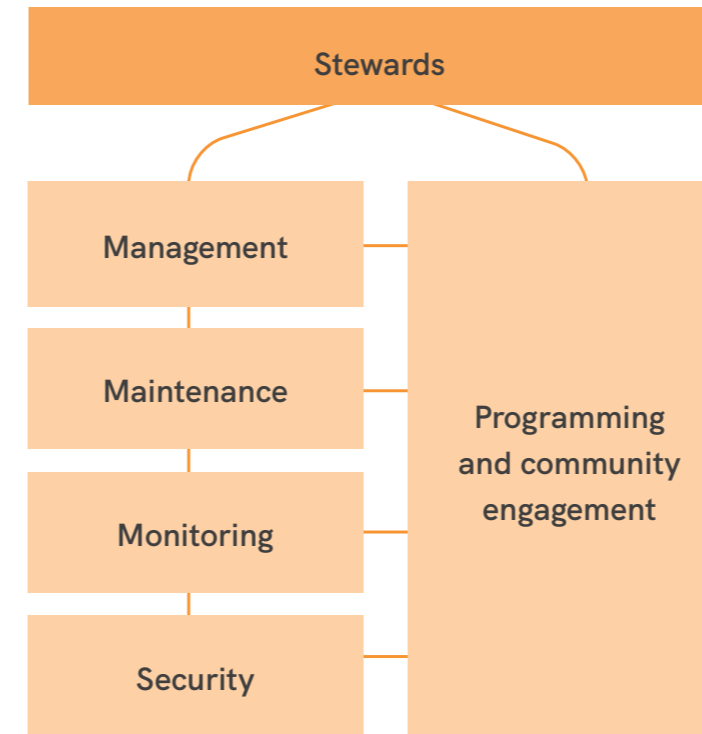 Stewards
Management
Maintenance
Monitoring
Security
Programming
and community
engagement